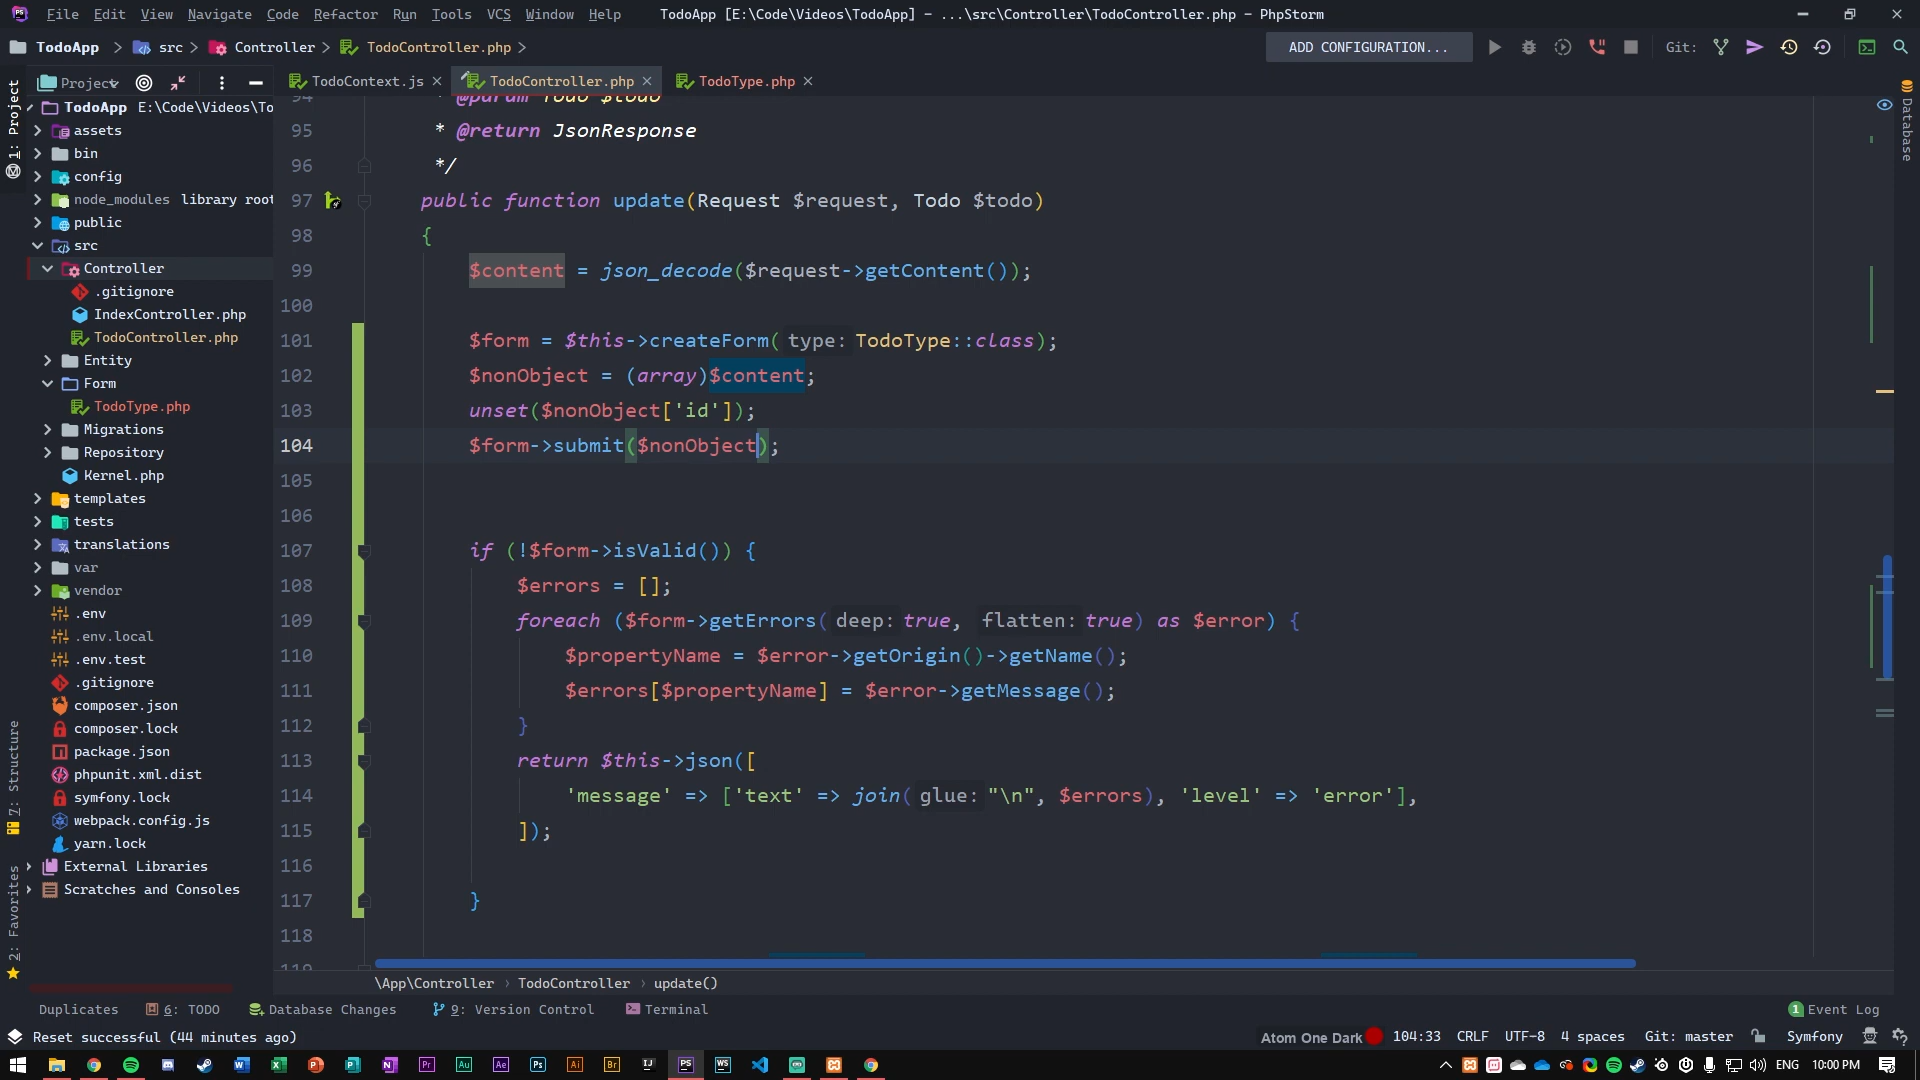 File Edit View Navigate Code Refactor Run Tools VCS Window Help TodoApp [E:\Code\Videos\TodoApp] - ...\src\Controller\TodoController.php - PhpStorm
TodoApp src Controller TodoController.php ADD CONFIGURATION... Git:
Project TodoContext.js TodoController.php TodoType.php
1: Project
7: Structure
2: Favorites
Database
TodoApp E:\Code\Videos\To
assets
bin
config
node_modules library root
public
src
Controller
.gitignore
IndexController.php
TodoController.php
Entity
Form
TodoType.php
Migrations
Repository
Kernel.php
templates
tests
translations
var
vendor
.env
.env.local
.env.test
.gitignore
composer.json
composer.lock
package.json
phpunit.xml.dist
symfony.lock
webpack.config.js
yarn.lock
External Libraries
Scratches and Consoles
94 * @param Todo $todo
95 * @return JsonResponse
96 */
97 public function update(Request $request, Todo $todo)
98 {
99 $content = json_decode($request->getContent());
100
101 $form = $this->createForm( type: TodoType::class);
102 $nonObject = (array)$content;
103 unset($nonObject['id']);
104 $form->submit($nonObject);
105
106
107 if (!$form->isValid()) {
108 $errors = [];
109 foreach ($form->getErrors( deep: true, flatten: true) as $error) {
110 $propertyName = $error->getOrigin()->getName();
111 $errors[$propertyName] = $error->getMessage();
112 }
113 return $this->json([
114 'message' => ['text' => join( glue: "\n", $errors), 'level' => 'error'],
115 ]);
116
117 }
118
119
\App\Controller TodoController update()
Duplicates 6: TODO Database Changes 9: Version Control Terminal 1 Event Log
Reset successful (44 minutes ago) Atom One Dark 104:33 CRLF UTF-8 4 spaces Git: master Symfony
ENG 10:00 PM